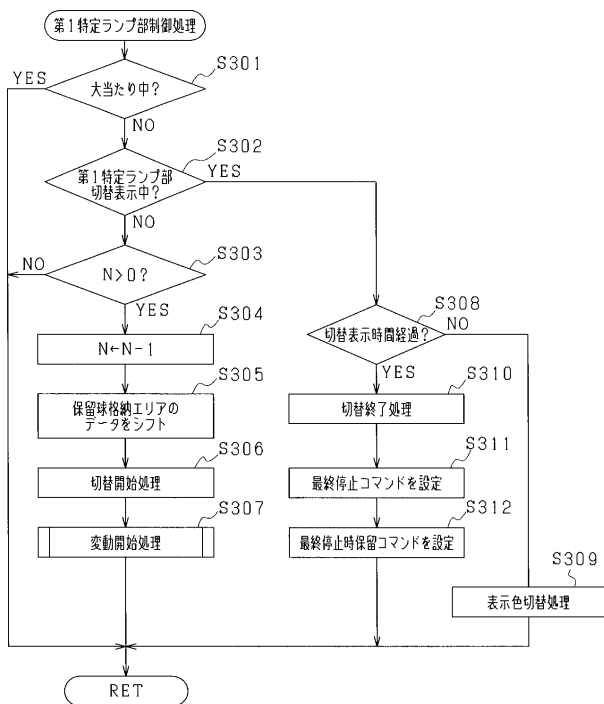 第1特定ランプ部制御処理
S301
YES
大当たり中?
NO
S302
第1特定ランプ部
切替表示中?
YES
NO
S303
NO
N>0?
YES
S304
N←N-1
S305
保留球格納エリアの
データをシフト
S306
切替開始処理
S307
変動開始処理
S308
切替表示時間経過?
NO
YES
S310
切替終了処理
S311
最終停止コマンドを設定
S312
最終停止時保留コマンドを設定
S309
表示色切替処理
RET